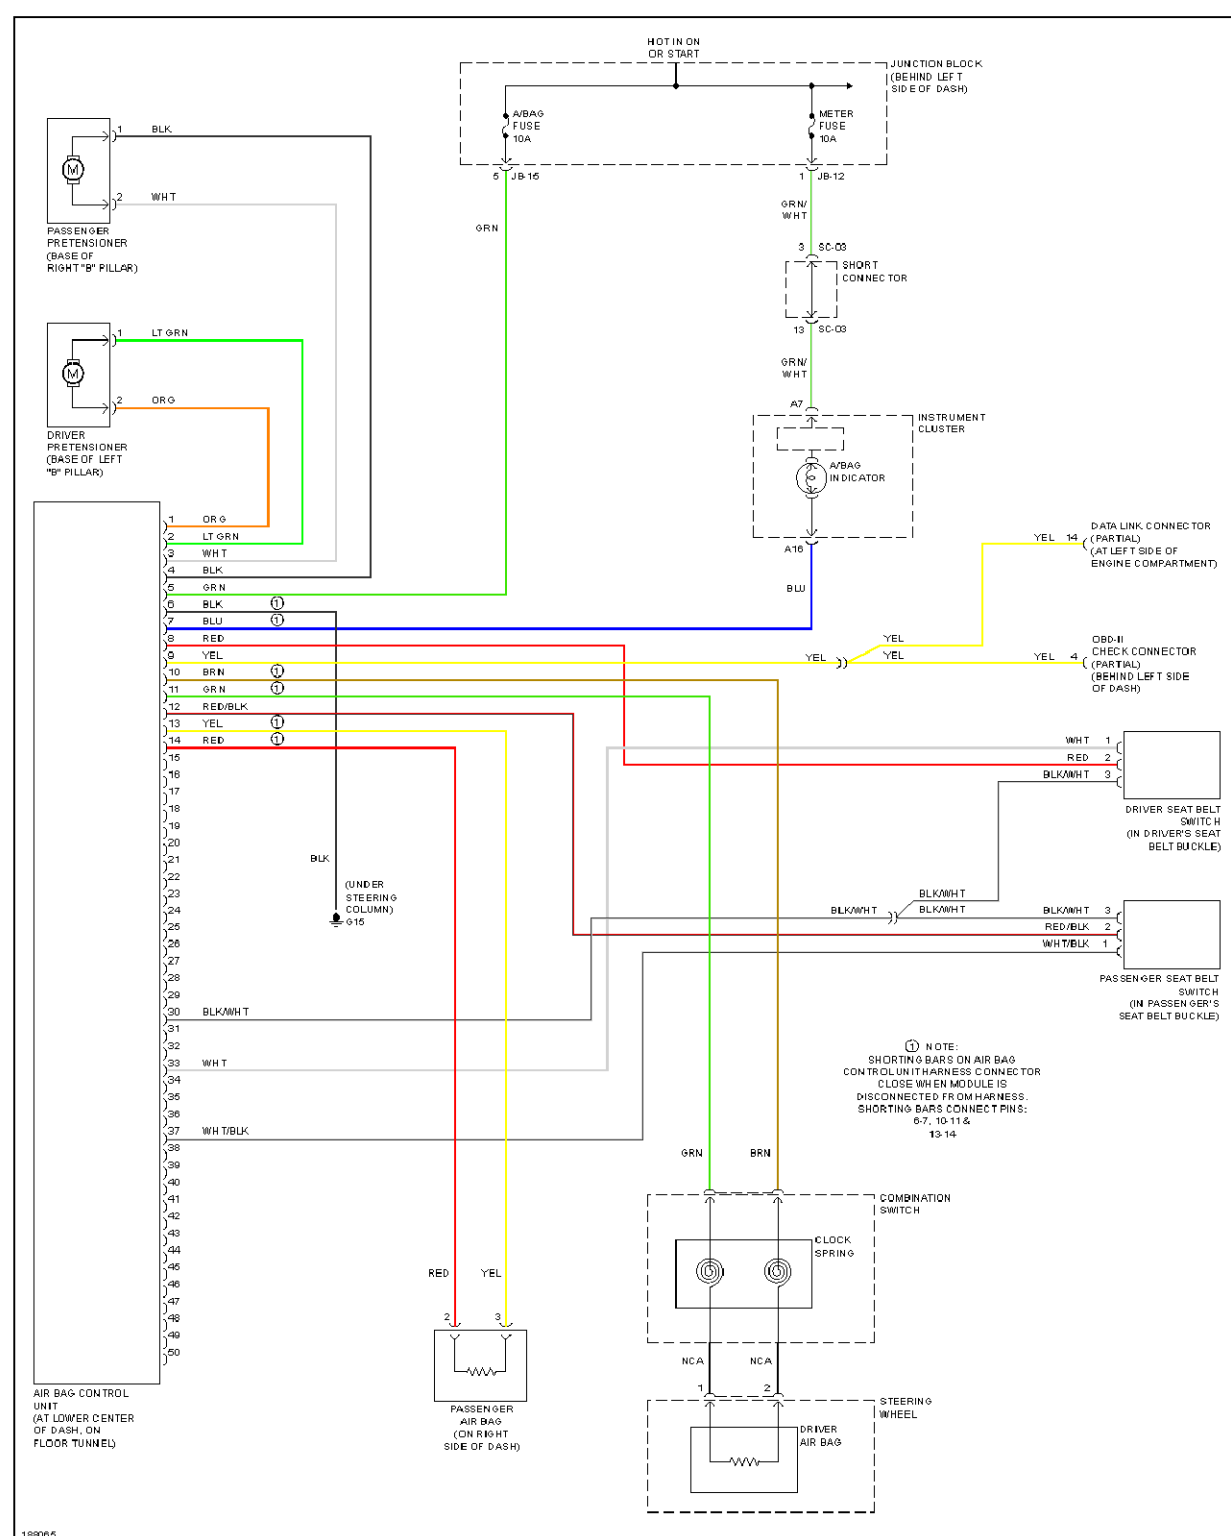 HOT IN ON
OR START
JUNCTION BLOCK
(BEHIND LEFT
SIDE OF DASH)
A/BAG
FUSE
10A
METER
FUSE
10A
5 JB-15
1 JB-12
GRN
GRN/
WHT
3 SC-03
SHORT
CONNECTOR
13 SC-03
GRN/
WHT
A7
INSTRUMENT
CLUSTER
A/BAG
INDICATOR
A16
BLU
1 BLK
2 WHT
PASSENGER
PRETENSIONER
(BASE OF
RIGHT "B" PILLAR)
M
1 LT GRN
2 ORG
DRIVER
PRETENSIONER
(BASE OF LEFT
"B" PILLAR)
M
1 ORG
2 LT GRN
3 WHT
4 BLK
5 GRN
6 BLK 1
7 BLU 1
8 RED
9 YEL
10 BRN 1
11 GRN 1
12 RED/BLK
13 YEL 1
14 RED 1
15
16
17
18
19
20
21
22
23
24
25
26
27
28
29
30 BLK/WHT
31
32
33 WHT
34
35
36
37 WHT/BLK
38
39
40
41
42
43
44
45
46
47
48
49
50
AIR BAG CONTROL
UNIT
(AT LOWER CENTER
OF DASH, ON
FLOOR TUNNEL)
BLK
(UNDER
STEERING
COLUMN)
G15
YEL
YEL
YEL
YEL 14
DATA LINK CONNECTOR
(PARTIAL)
(AT LEFT SIDE OF
ENGINE COMPARTMENT)
YEL 4
OBD-II
CHECK CONNECTOR
(PARTIAL)
(BEHIND LEFT SIDE
OF DASH)
WHT 1
RED 2
BLK/WHT 3
DRIVER SEAT BELT
SWITCH
(IN DRIVER'S SEAT
BELT BUCKLE)
BLK/WHT
BLK/WHT
BLK/WHT
BLK/WHT 3
RED/BLK 2
WHT/BLK 1
PASSENGER SEAT BELT
SWITCH
(IN PASSENGER'S
SEAT BELT BUCKLE)
1 NOTE:
SHORTING BARS ON AIR BAG
CONTROL UNIT HARNESS CONNECTOR
CLOSE WHEN MODULE IS
DISCONNECTED FROM HARNESS.
SHORTING BARS CONNECT PINS:
6-7, 10-11 &
13-14
GRN BRN
COMBINATION
SWITCH
CLOCK
SPRING
NCA NCA
1 2
STEERING
WHEEL
DRIVER
AIR BAG
RED YEL
2 3
PASSENGER
AIR BAG
(ON RIGHT
SIDE OF DASH)